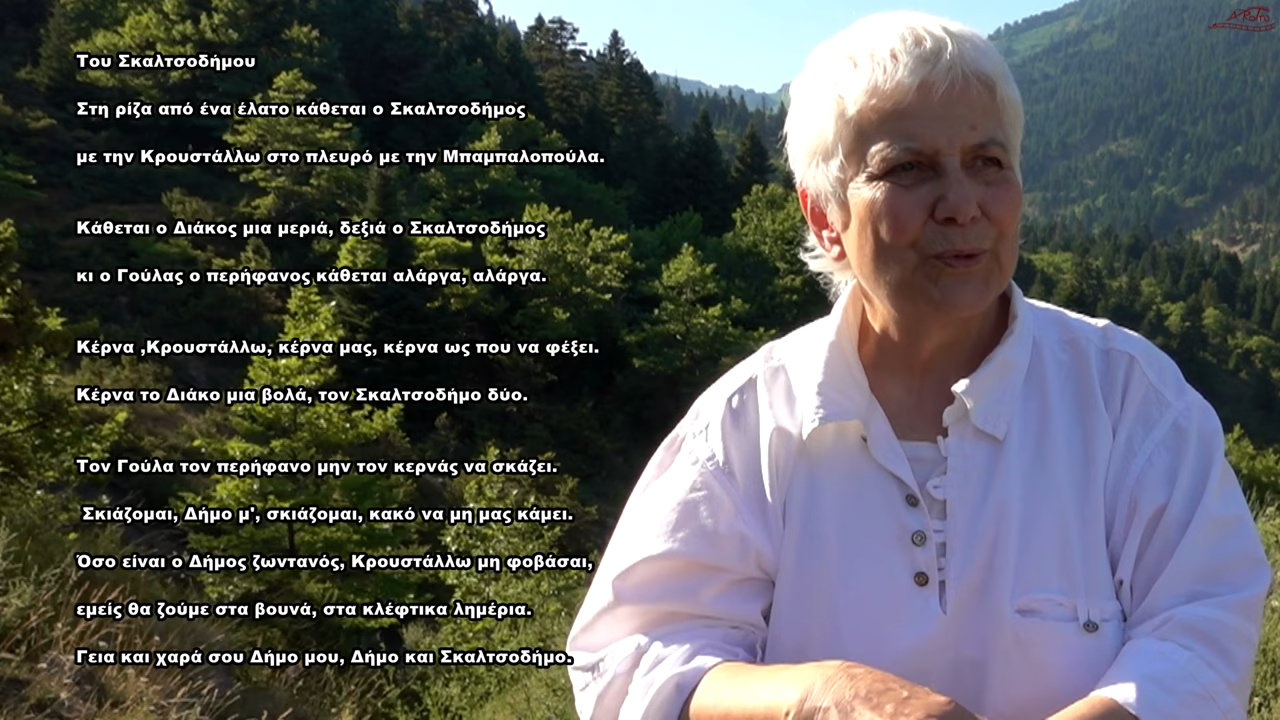 Του Σκαλτσοδήμου
Στη ρίζα από ένα έλατο κάθεται ο Σκαλτσοδήμος
με την Κρουστάλλω στο πλευρό με την Μπαμπαλοπούλα.
Κάθεται ο Διάκος μια μεριά, δεξιά ο Σκαλτσοδήμος
κι ο Γούλας ο περήφανος κάθεται αλάργα, αλάργα.
Κέρνα ,Κρουστάλλω, κέρνα μας, κέρνα ως που να φέξει.
Κέρνα το Διάκο μια βολά, τον Σκαλτσοδήμο δύο.
Τον Γούλα τον περήφανο μην τον κερνάς να σκάζει.
Σκιάζομαι, Δήμο μ', σκιάζομαι, κακό να μη μας κάμει.
Όσο είναι ο Δήμος ζωντανός, Κρουστάλλω μη φοβάσαι,
εμείς θα ζούμε στα βουνά, στα κλέφτικα λημέρια.
Γεια και χαρά σου Δήμο μου, Δήμο και Σκαλτσοδήμο.